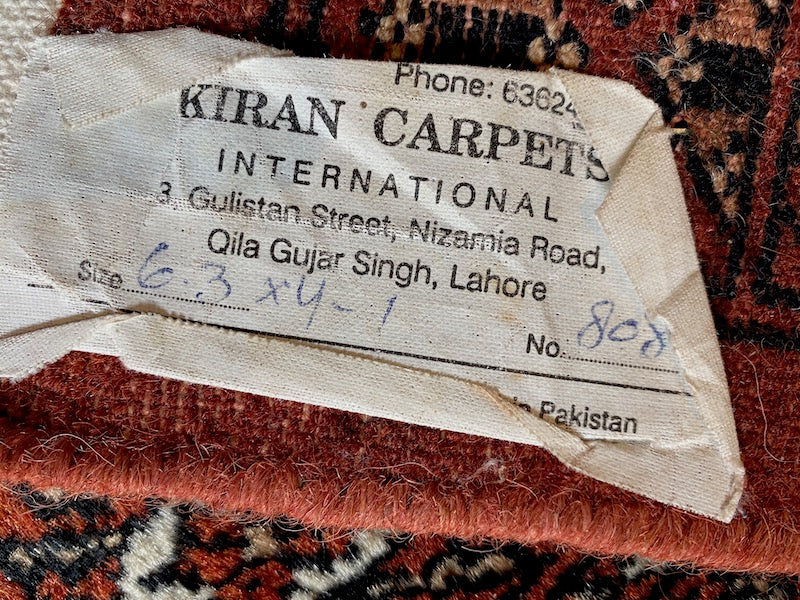 Phone: 63624
KIRAN CARPETS
INTERNATIONAL
3, Gulistan Street, Nizamia Road,
Qila Gujar Singh, Lahore
Size 6.3 x 4-1
No. 808
Pakistan